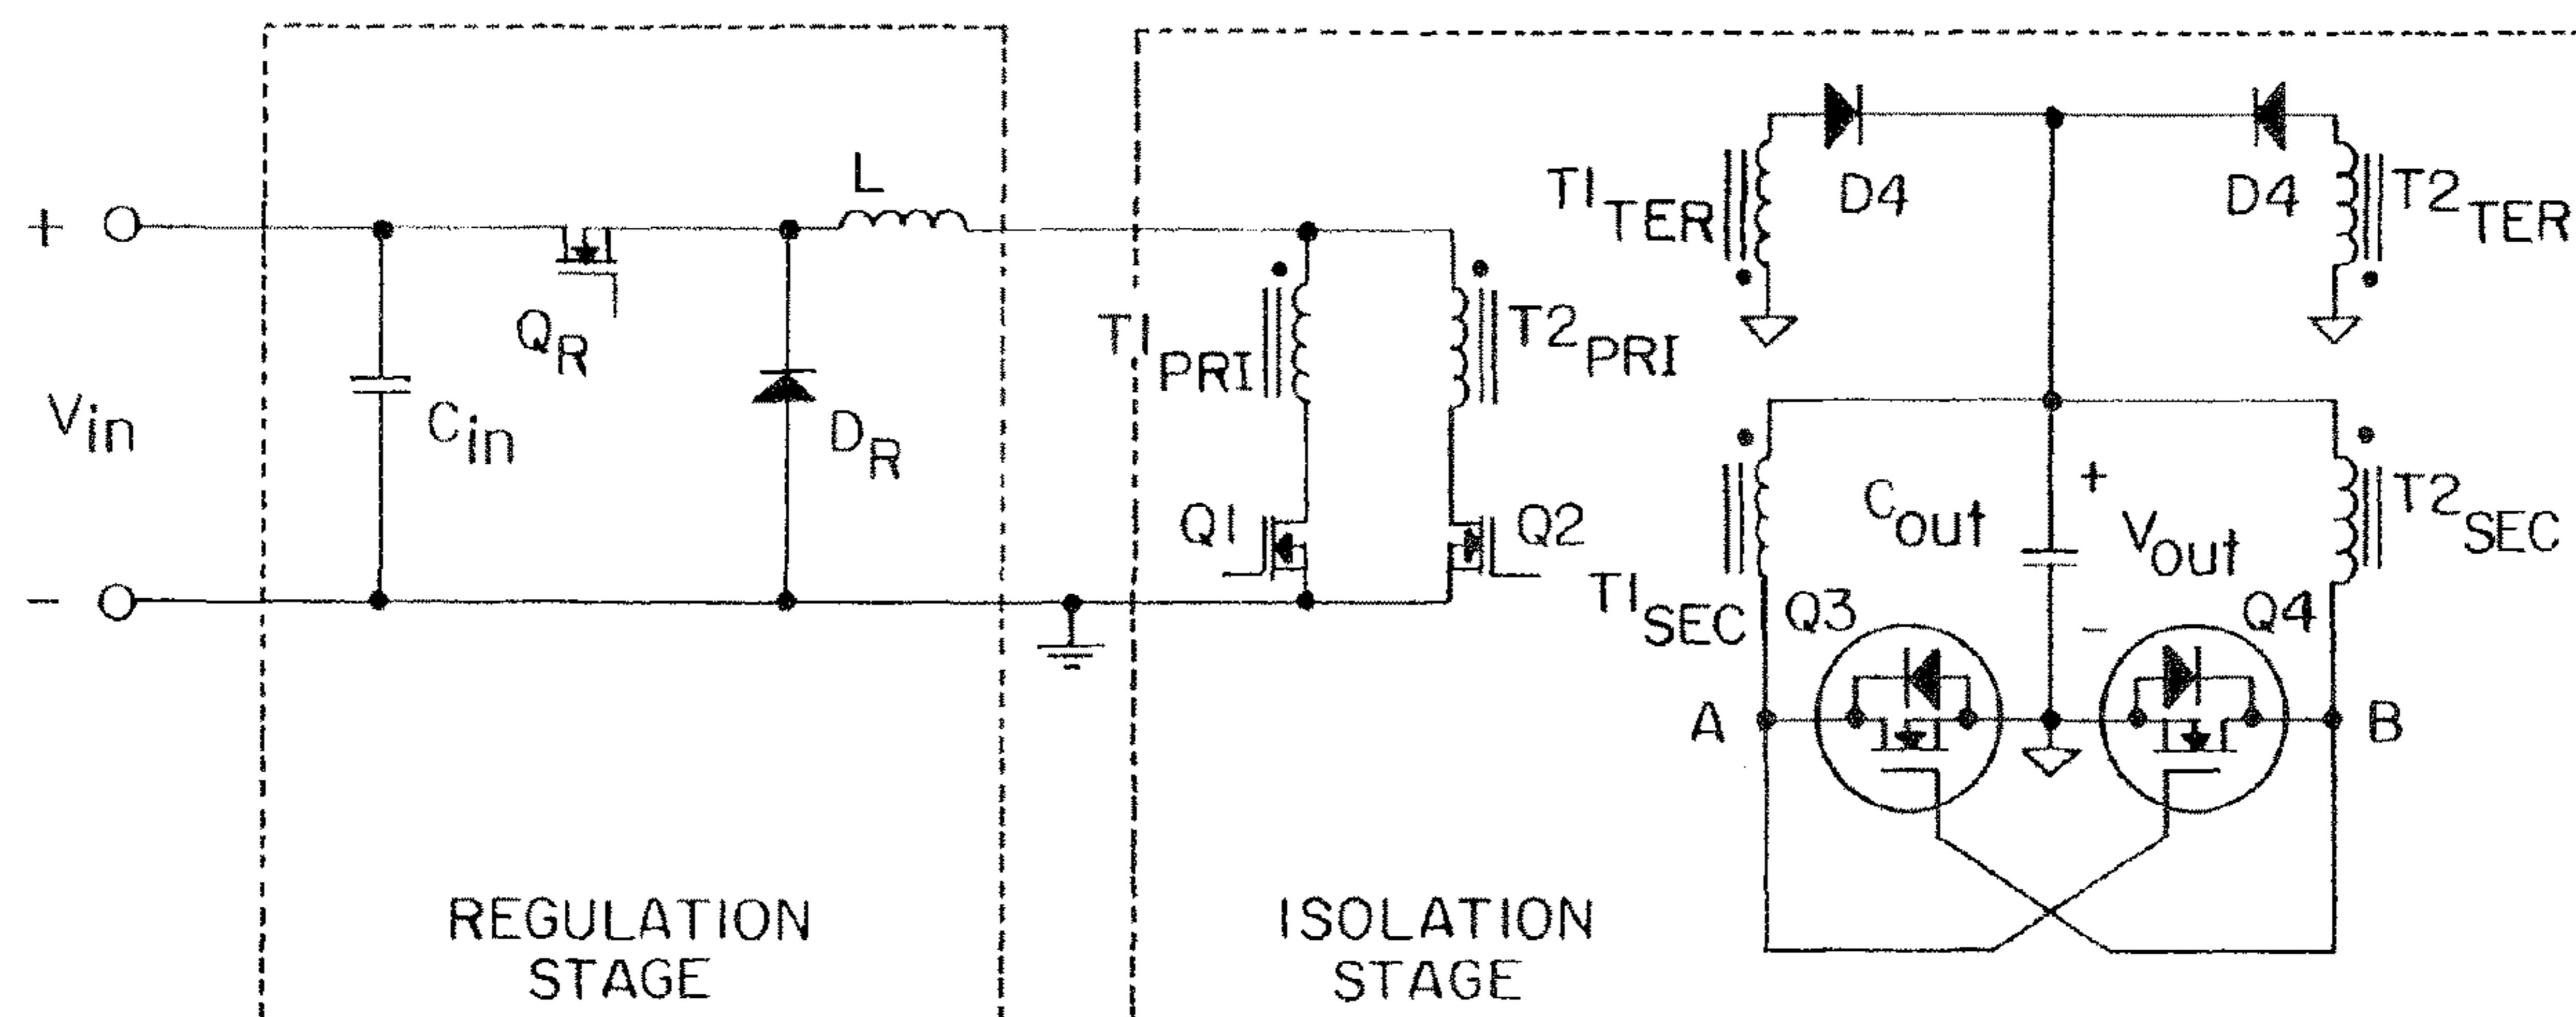 +
L
T1TER
D4
D4
T2TER
QR
T1PRI
T2PRI
Vin
Cin
DR
+
Q1
Q2
Cout
Vout
T2SEC
-
T1SEC
Q3
-
Q4
A
B
REGULATION
STAGE
ISOLATION
STAGE